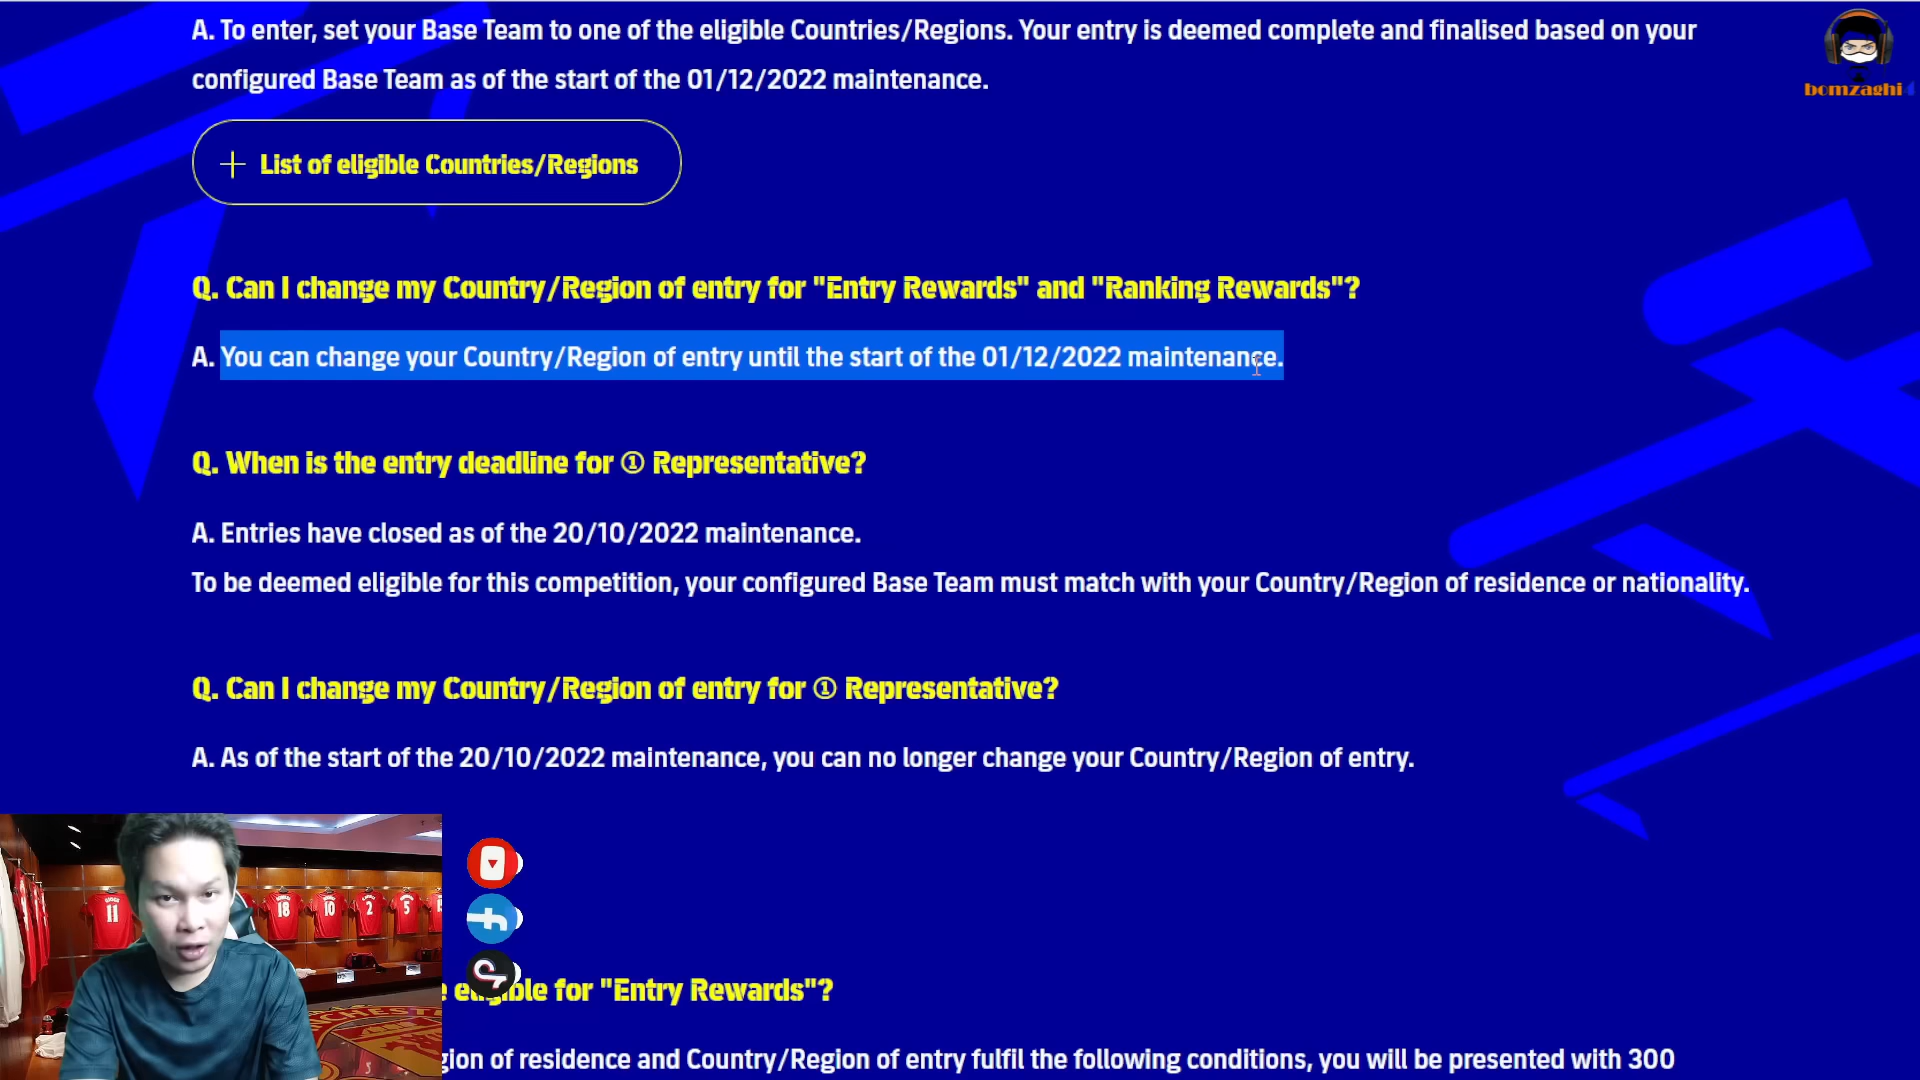 A. To enter, set your Base Team to one of the eligible Countries/Regions. Your entry is deemed complete and finalised based on your
configured Base Team as of the start of the 01/12/2022 maintenance.
bomzaghi4
+ List of eligible Countries/Regions
Q. Can I change my Country/Region of entry for "Entry Rewards" and "Ranking Rewards"?
A. You can change your Country/Region of entry until the start of the 01/12/2022 maintenance.
Q. When is the entry deadline for ① Representative?
A. Entries have closed as of the 20/10/2022 maintenance.
To be deemed eligible for this competition, your configured Base Team must match with your Country/Region of residence or nationality.
Q. Can I change my Country/Region of entry for ① Representative?
A. As of the start of the 20/10/2022 maintenance, you can no longer change your Country/Region of entry.
11 18 10 2 5
for "Entry Rewards"?
of residence and Country/Region of entry fulfil the following conditions, you will be presented with 300